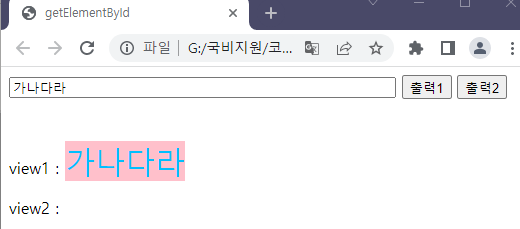 getElementById
파일 G:/국비지원/코...
가나다라 출력1 출력2
view1 : 가나다라
view2 :